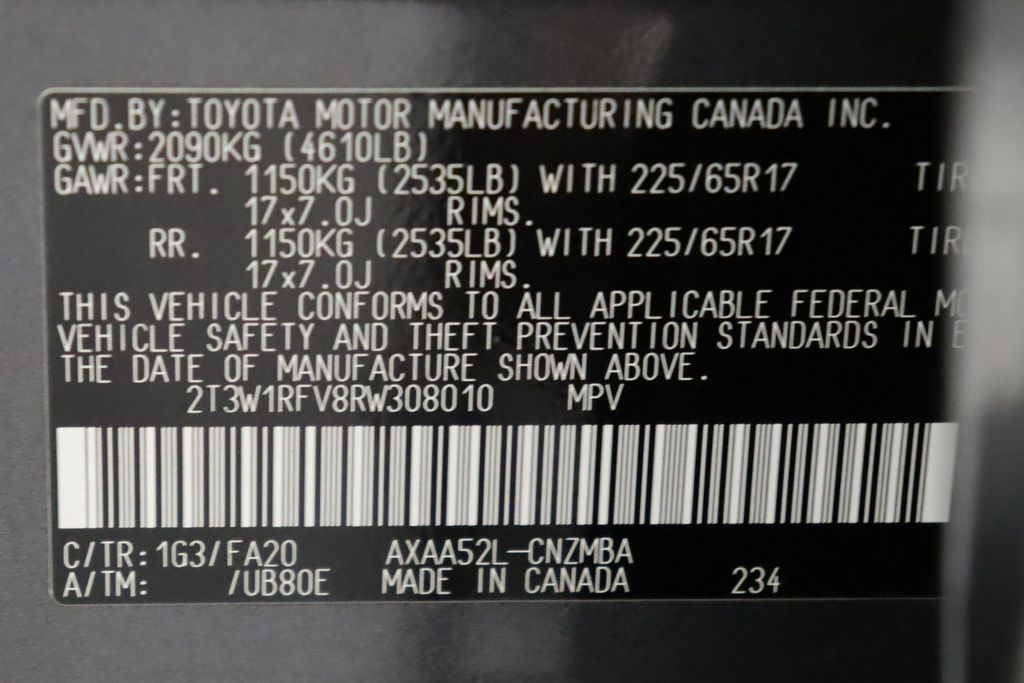 MFD.BY:TOYOTA MOTOR MANUFACTURING CANADA INC.
GVWR:2090KG (4610LB)
GAWR:FRT. 1150KG (2535LB) WITH 225/65R17
17x7.0J RIMS.
RR. 1150KG (2535LB) WITH 225/65R17
17x7.0J RIMS.
THIS VEHICLE CONFORMS TO ALL APPLICABLE FEDERAL
VEHICLE SAFETY AND THEFT PREVENTION STANDARDS IN
THE DATE OF MANUFACTURE SHOWN ABOVE.
2T3W1RFV8RW308010 MPV
C/TR:1G3/FA20 AXAA52L-CNZMBA
A/TM: /UB80E MADE IN CANADA 234